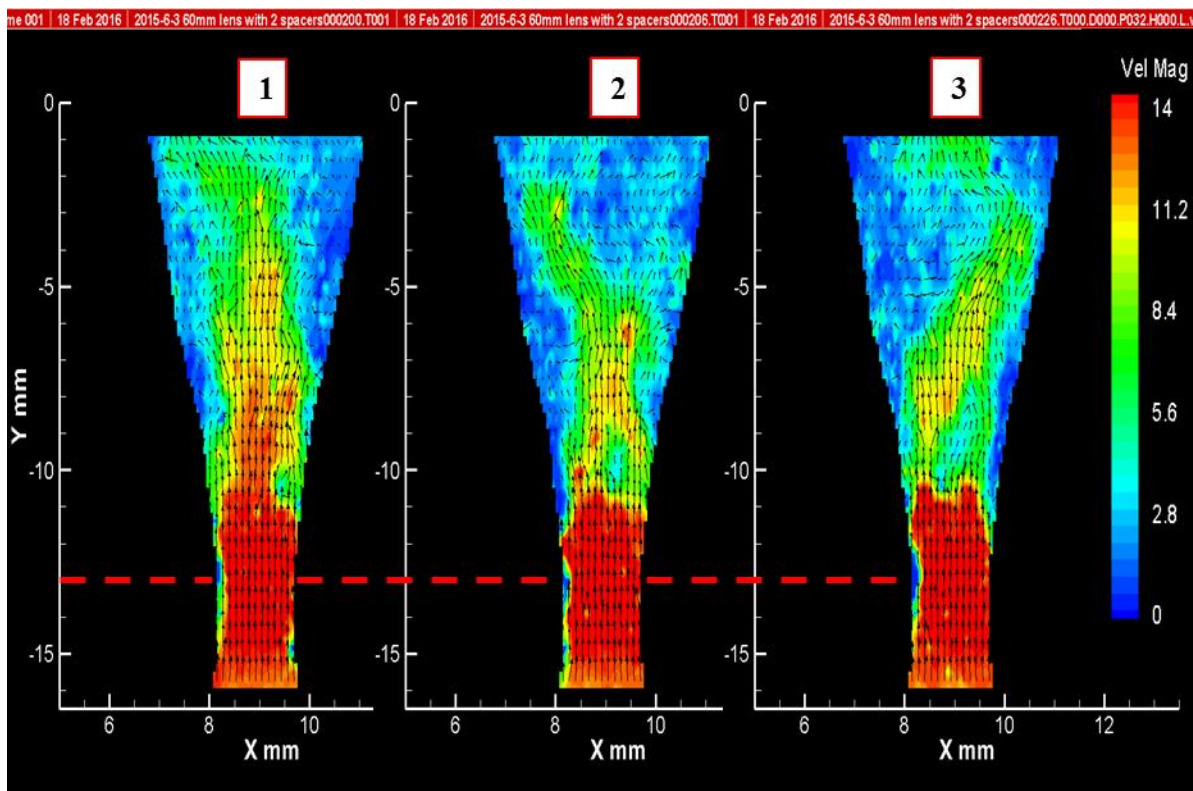 me 001 | 18 Feb 2016 | 2015-6-3 60mm lens with 2 spacers000200.T001 | 18 Feb 2016 | 2015-6-3 60mm lens with 2 spacers000206.T001 | 18 Feb 2016 | 2015-6-3 60mm lens with 2 spacers000226.T000.D000.P032.H000.L.v
1 2 3
Vel Mag
14
11.2
8.4
5.6
2.8
0
Y mm
0
-5
-10
-15
0
-5
-10
-15
0
-5
-10
-15
6 8 10
6 8 10
6 8 10 12
X mm
X mm
X mm